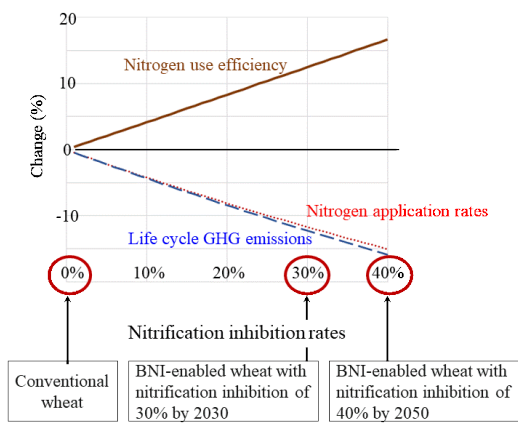 20
10
0
-10
Change (%)
Nitrogen use efficiency
Nitrogen application rates
Life cycle GHG emissions
0% 10% 20% 30% 40%
Nitrification inhibition rates
Conventional
wheat
BNI-enabled wheat with
nitrification inhibition of
30% by 2030
BNI-enabled wheat with
nitrification inhibition of
40% by 2050